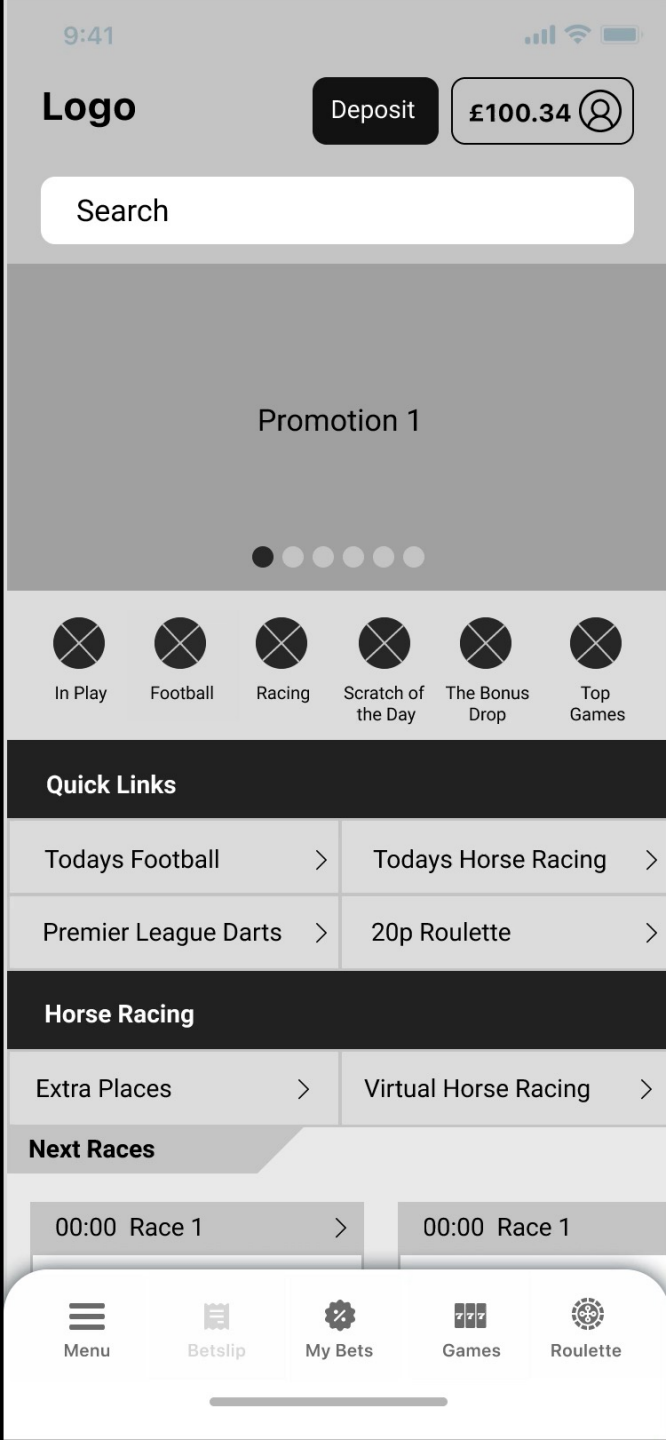 9:41
Logo
Deposit
£100.34
Search
Promotion 1
In Play
Football
Racing
Scratch of
the Day
The Bonus
Drop
Top
Games
Quick Links
Todays Football
Todays Horse Racing
Premier League Darts
20p Roulette
Horse Racing
Extra Places
Virtual Horse Racing
Next Races
00:00 Race 1
00:00 Race 1
777
Menu
Betslip
My Bets
Games
Roulette